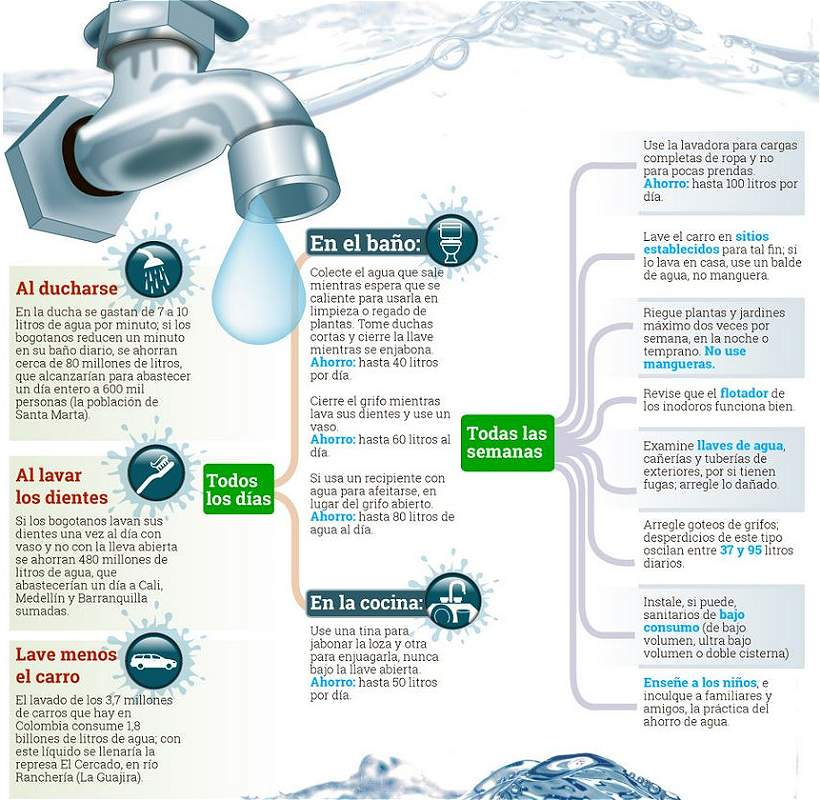 Al ducharse
En la ducha se gastan de 7 a 10
litros de agua por minuto; si los
bogotanos reducen un minuto
en su baño diario, se ahorran
cerca de 80 millones de litros,
que alcanzarían para abastecer
un día entero a 600 mil
personas (la población de
Santa Marta).
Al lavar
los dientes
Si los bogotanos lavan sus
dientes una vez al día con
vaso y no con la lleva abierta
se ahorran 480 millones de
litros de agua, que
abastecerían un día a Cali,
Medellín y Barranquilla
sumadas.
Lave menos
el carro
El lavado de los 3,7 millones
de carros que hay en
Colombia consume 1,8
billones de litros de agua; con
este líquido se llenaría la
represa El Cercado, en río
Ranchería (La Guajira).
Todos
los días
En el baño:
Colecte el agua que sale
mientras espera que se
caliente para usarla en
limpieza o regado de
plantas. Tome duchas
cortas y cierre la llave
mientras se enjabona.
Ahorro: hasta 40 litros
por día.
Cierre el grifo mientras
lava sus dientes y use un
vaso.
Ahorro: hasta 60 litros al
día.
Si usa un recipiente con
agua para afeitarse, en
lugar del grifo abierto.
Ahorro: hasta 80 litros de
agua al día.
En la cocina:
Use una tina para
jabonar la loza y otra
para enjuagarla, nunca
bajo la llave abierta.
Ahorro: hasta 50 litros
por día.
Todas las
semanas
Use la lavadora para cargas
completas de ropa y no
para pocas prendas.
Ahorro: hasta 100 litros por
día.
Lave el carro en sitios
establecidos para tal fin; si
lo lava en casa, use un balde
de agua, no manguera.
Riegue plantas y jardines
máximo dos veces por
semana, en la noche o
temprano. No use
mangueras.
Revise que el flotador de
los inodoros funciona bien.
Examine llaves de agua,
cañerías y tuberías de
exteriores, por si tienen
fugas; arregle lo dañado.
Arregle goteos de grifos;
desperdicios de este tipo
oscilan entre 37 y 95 litros
diarios.
Instale, si puede,
sanitarios de bajo
consumo (de bajo
volumen, ultra bajo
volumen o doble cisterna)
Enseñe a los niños, e
inculque a familiares y
amigos, la práctica del
ahorro de agua.